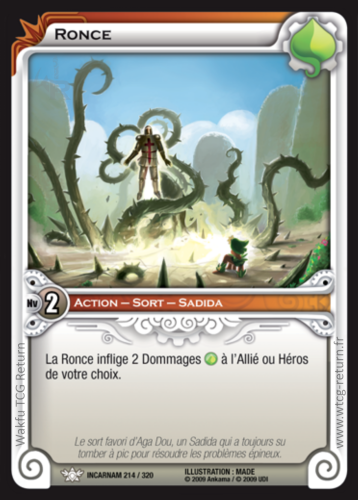 Ronce
Nv 2 Action – Sort – Sadida
La Ronce inflige 2 Dommages à l'Allié ou Héros
de votre choix.
Le sort favori d'Aga Dou, un Sadida qui a toujours su
tomber à pic pour résoudre les problèmes épineux.
INCARNAM 214 / 320
ILLUSTRATION : MADE
© 2009 Ankama / © 2009 UDI
Wakfu TCG Return
www.wtcg-return.fr